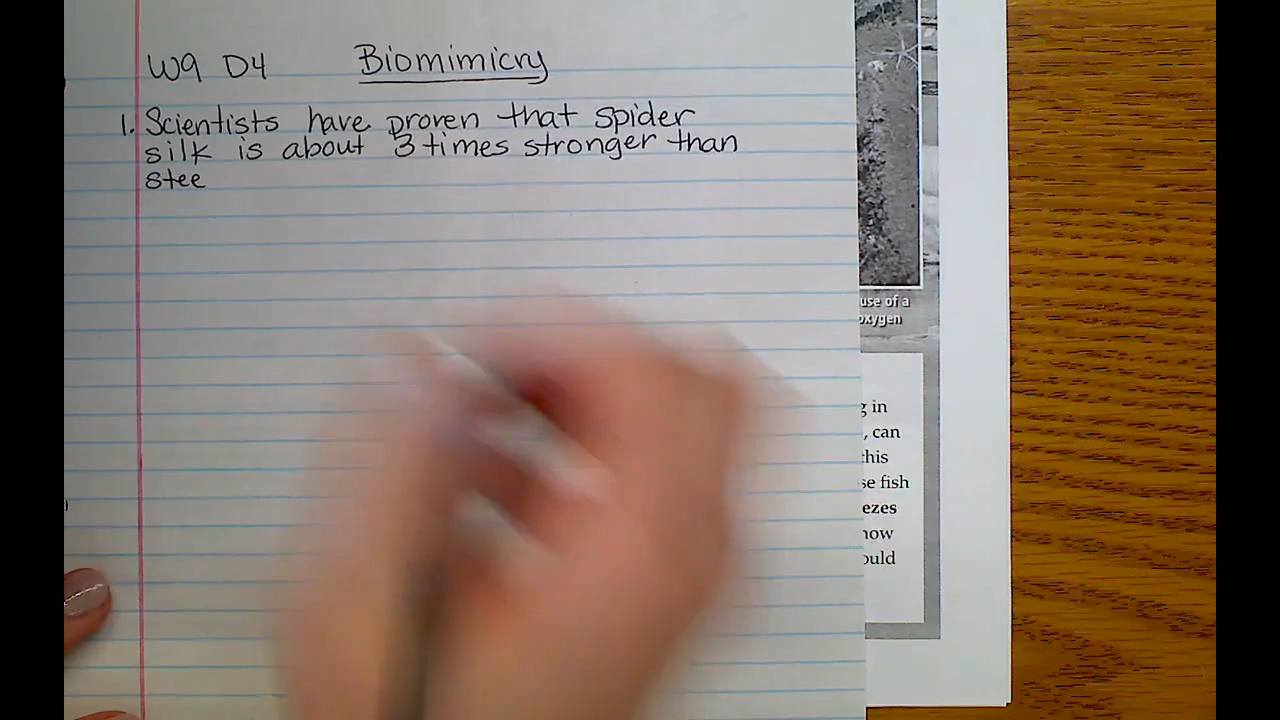 W9 D4 Biomimicry
1. Scientists have proven that spider
silk is about 3 times stronger than
stee
use of a
oxygen
g in
, can
this
se fish
ezes
now
ould